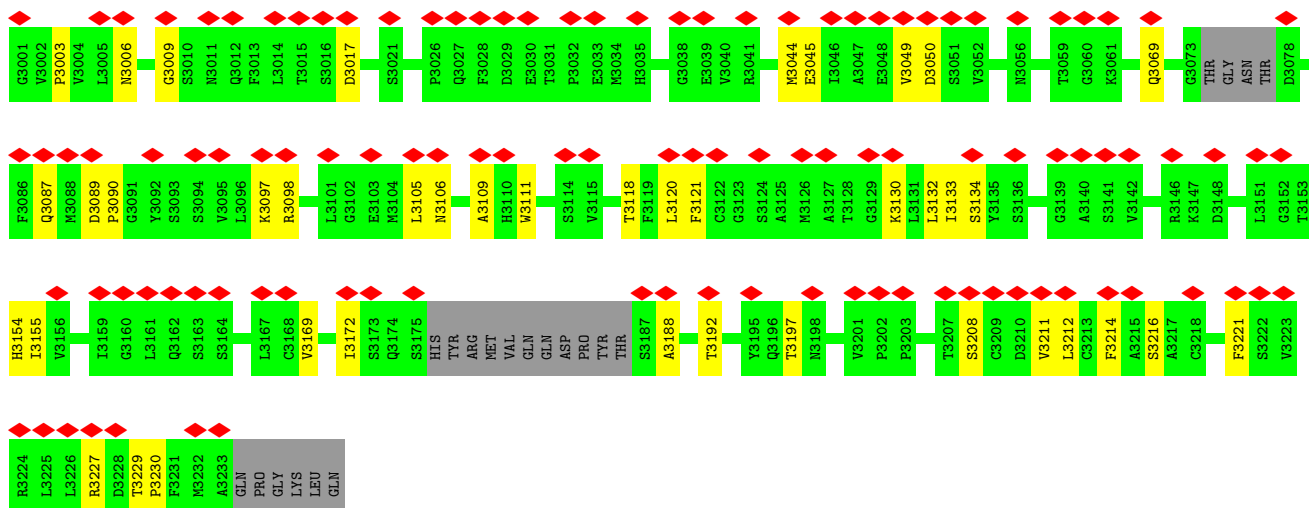 G3001 V3002 P3003 V3004 L3005 N3006 G3009 S3010 N3011 Q3012 F3013 L3014 T3015 S3016 D3017 S3021 P3026 Q3027 F3028 D3029 E3030 T3031 P3032 E3033 M3034 H3035 G3038 E3039 V3040 R3041 M3044 E3045 I3046 A3047 E3048 V3049 D3050 S3051 V3052 N3056 T3059 G3060 K3061 Q3069 G3073 THR GLY ASN THR D3078
F3086 Q3087 M3088 D3089 P3090 G3091 Y3092 S3093 S3094 V3095 L3096 K3097 R3098 L3101 G3102 E3103 M3104 L3105 N3106 A3109 H3110 W3111 S3114 V3115 T3118 F3119 L3120 F3121 C3122 G3123 S3124 A3125 M3126 A3127 T3128 G3129 K3130 L3131 L3132 I3133 S3134 Y3135 S3136 G3139 A3140 S3141 V3142 R3146 K3147 D3148 L3151 G3152 T3153
H3154 I3155 V3156 I3159 G3160 L3161 Q3162 S3163 S3164 L3167 C3168 V3169 I3172 S3173 Q3174 S3175 HIS TYR ARG MET VAL GLN GLN ASP PRO TYR THR S3187 A3188 T3192 Y3195 Q3196 T3197 N3198 V3201 P3202 P3203 T3207 S3208 C3209 D3210 V3211 L3212 C3213 F3214 A3215 S3216 A3217 C3218 F3221 S3222 V3223
R3224 L3225 L3226 R3227 D3228 T3229 P3230 F3231 M3232 A3233 GLN PRO GLY LYS LEU GLN